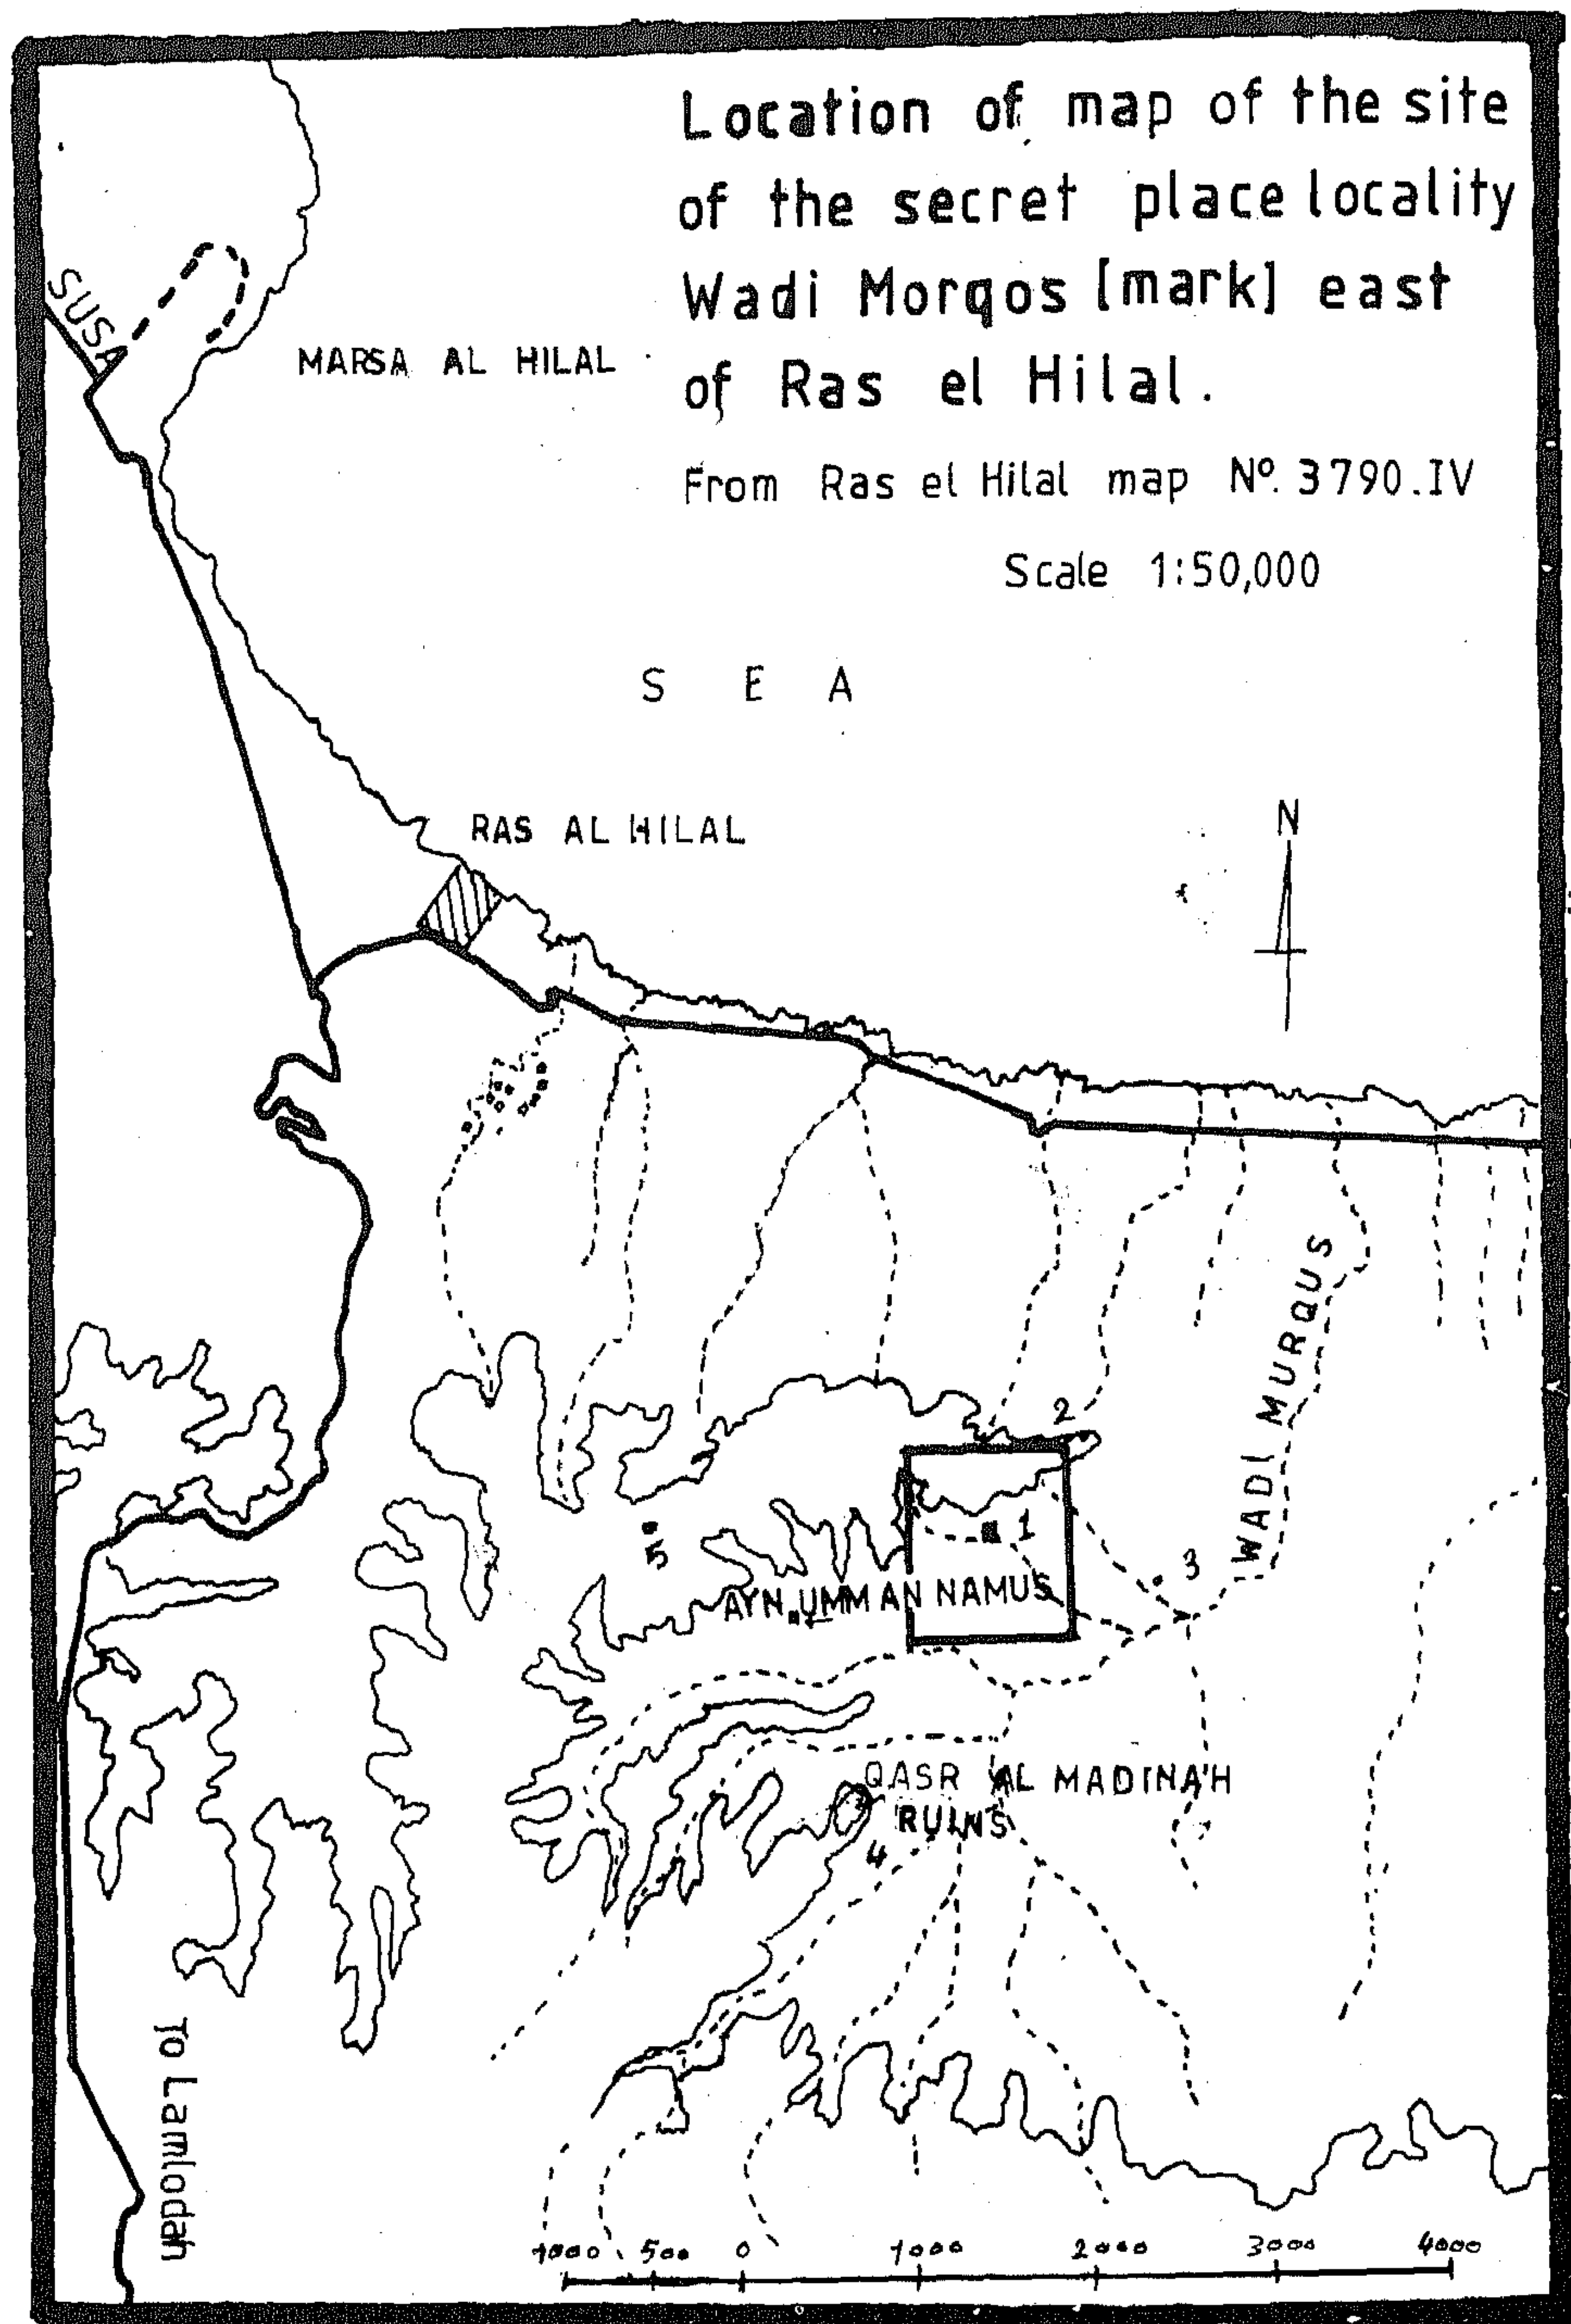 Location of map of the site
of the secret place locality
Wadi Morqos [mark] east
of Ras el Hilal.
From Ras el Hilal map Nº. 3790.IV
Scale 1:50,000
SUSA
MARSA AL HILAL
S E A
RAS AL HILAL
N
WADI MURQUS
2
1
5
3
AYN UMM AN NAMUS
QASR AL MADINA'H
RUINS
4
To Lamlodah
1000 500 0 1000 2000 3000 4000